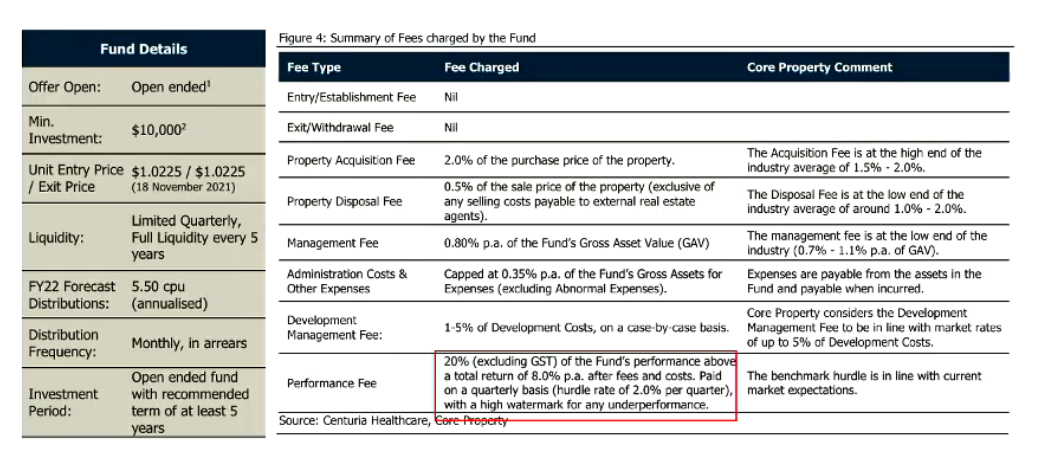 Fund Details
Offer Open: Open ended¹
Min.
Investment: $10,000²
Unit Entry Price $1.0225 / $1.0225
/ Exit Price (18 November 2021)
Liquidity: Limited Quarterly,
Full Liquidity every 5
years
FY22 Forecast 5.50 cpu
Distributions: (annualised)
Distribution
Frequency: Monthly, in arrears
Investment
Period: Open ended fund
with recommended
term of at least 5
years
Figure 4: Summary of Fees charged by the Fund
Fee Type Fee Charged Core Property Comment
Entry/Establishment Fee Nil
Exit/Withdrawal Fee Nil
Property Acquisition Fee 2.0% of the purchase price of the property. The Acquisition Fee is at the high end of the
industry average of 1.5% - 2.0%.
Property Disposal Fee 0.5% of the sale price of the property (exclusive of
any selling costs payable to external real estate
agents).
The Disposal Fee is at the low end of the
industry average of around 1.0% - 2.0%.
Management Fee 0.80% p.a. of the Fund's Gross Asset Value (GAV) The management fee is at the low end of the
industry (0.7% - 1.1% p.a. of GAV).
Administration Costs &
Other Expenses
Capped at 0.35% p.a. of the Fund's Gross Assets for
Expenses (excluding Abnormal Expenses).
Expenses are payable from the assets in the
Fund and payable when incurred.
Development
Management Fee:
1-5% of Development Costs, on a case-by-case basis.
Core Property considers the Development
Management Fee to be in line with market rates
of up to 5% of Development Costs.
Performance Fee
20% (excluding GST) of the Fund's performance above
a total return of 8.0% p.a. after fees and costs. Paid
on a quarterly basis (hurdle rate of 2.0% per quarter),
with a high watermark for any underperformance.
The benchmark hurdle is in line with current
market expectations.
Source: Centuria Healthcare, Core Property